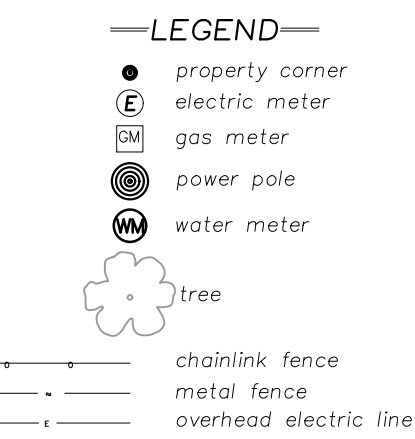 LEGEND
property corner
E electric meter
GM gas meter
power pole
WM water meter
tree
chainlink fence
~ metal fence
E overhead electric line